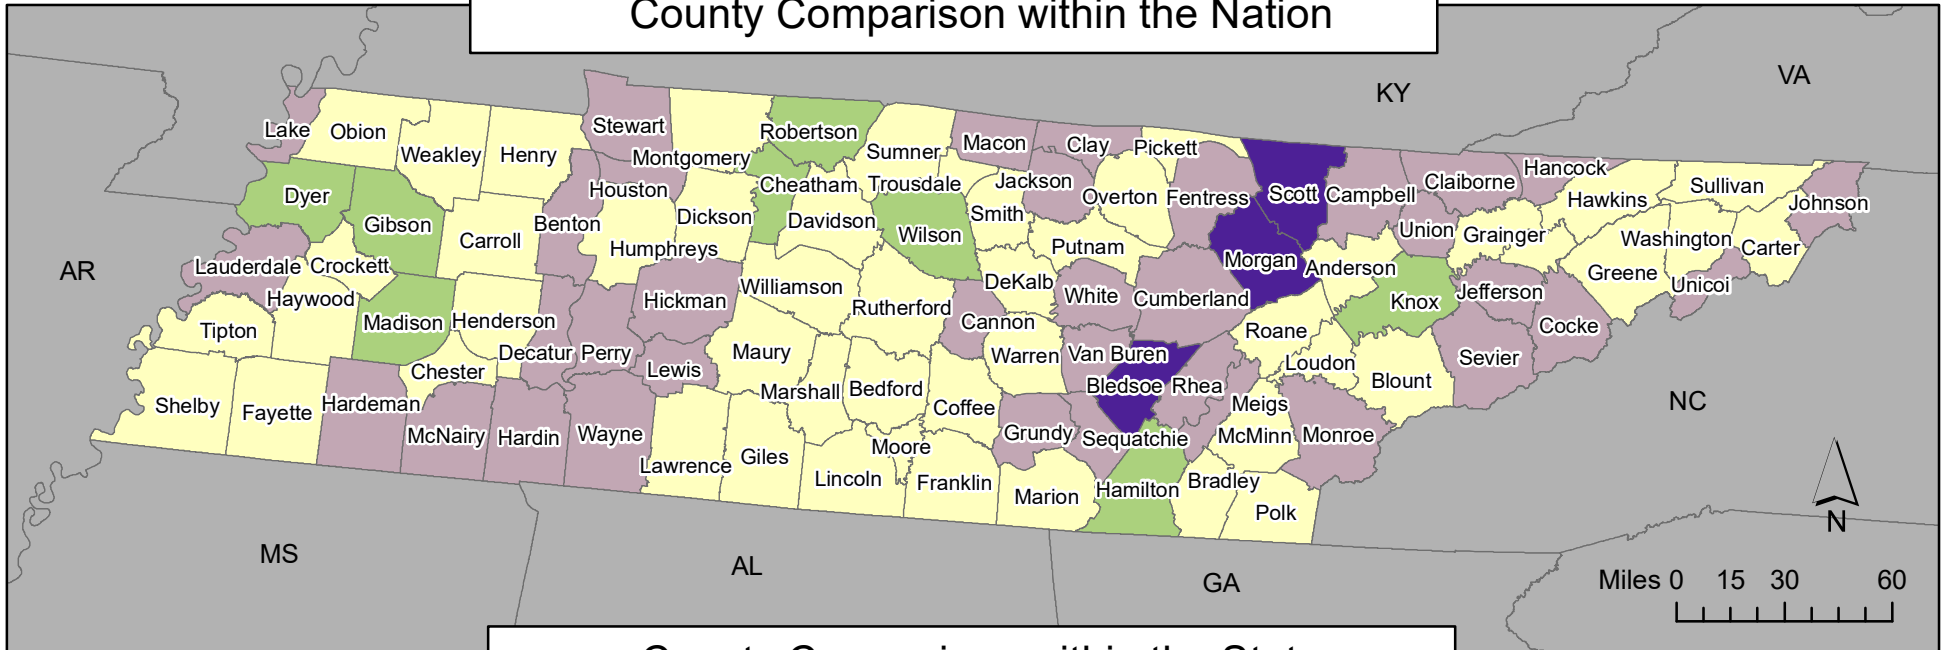 County Comparison within the Nation
VA
KY
Lake
Obion
Weakley
Henry
Stewart
Montgomery
Robertson
Sumner
Macon
Clay
Pickett
Scott
Campbell
Claiborne
Hancock
Hawkins
Sullivan
Johnson
Dyer
Gibson
Carroll
Benton
Houston
Humphreys
Dickson
Cheatham
Davidson
Trousdale
Wilson
Smith
Jackson
Overton
Fentress
Morgan
Anderson
Union
Grainger
Greene
Washington
Carter
Unicoi
AR
Lauderdale
Crockett
Haywood
Madison
Henderson
Decatur
Perry
Hickman
Lewis
Williamson
Rutherford
Cannon
DeKalb
Putnam
White
Cumberland
Roane
Knox
Jefferson
Cocke
Sevier
Tipton
Chester
Maury
Marshall
Bedford
Coffee
Warren
Van Buren
Bledsoe
Rhea
Meigs
Loudon
Blount
Shelby
Fayette
Hardeman
McNairy
Hardin
Wayne
Lawrence
Giles
Lincoln
Moore
Franklin
Grundy
Sequatchie
Marion
Hamilton
McMinn
Monroe
Bradley
Polk
NC
N
MS
AL
GA
Miles 0 15 30 60
County Comparison within the State